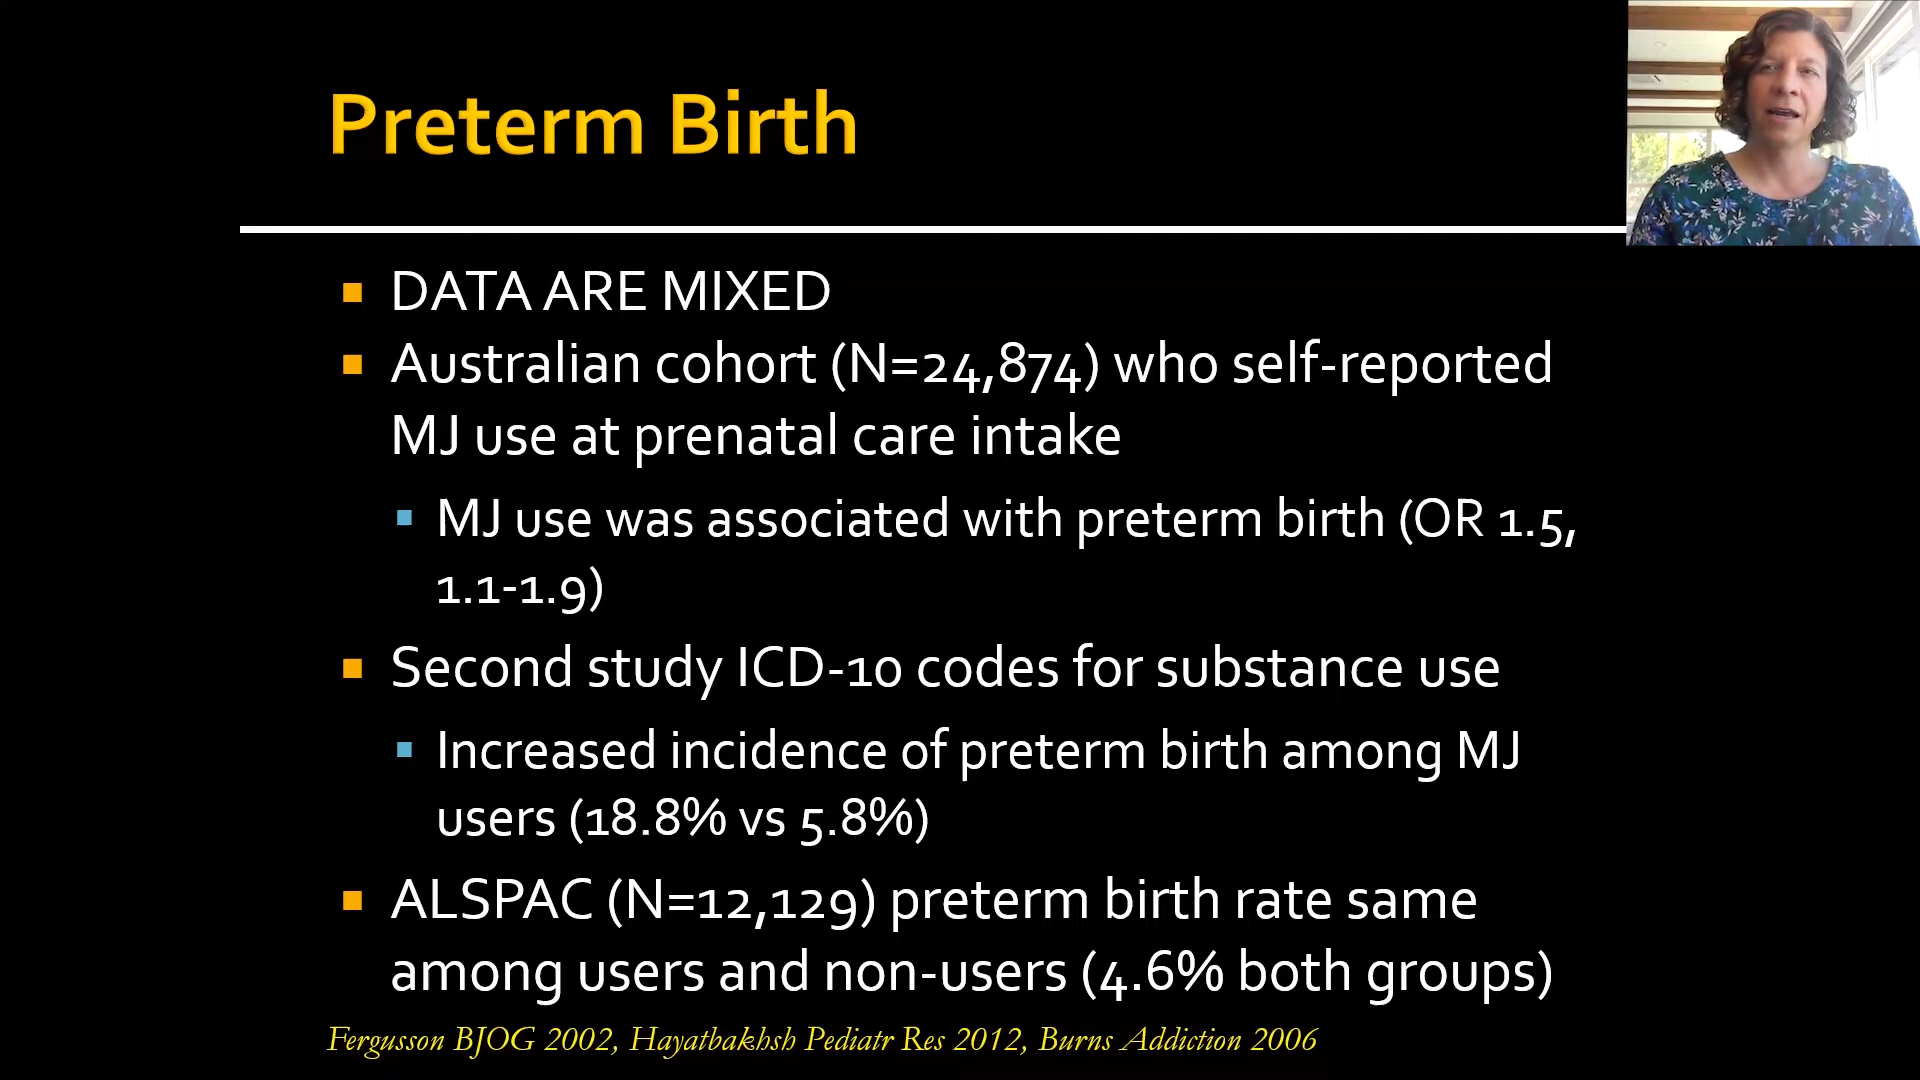 Preterm Birth
DATA ARE MIXED
Australian cohort (N=24,874) who self-reported
MJ use at prenatal care intake
MJ use was associated with preterm birth (OR 1.5,
1.1-1.9)
Second study ICD-10 codes for substance use
Increased incidence of preterm birth among MJ
users (18.8% vs 5.8%)
ALSPAC (N=12,129) preterm birth rate same
among users and non-users (4.6% both groups)
Fergusson BJOG 2002, Hayatbakhsh Pediatr Res 2012, Burns Addiction 2006